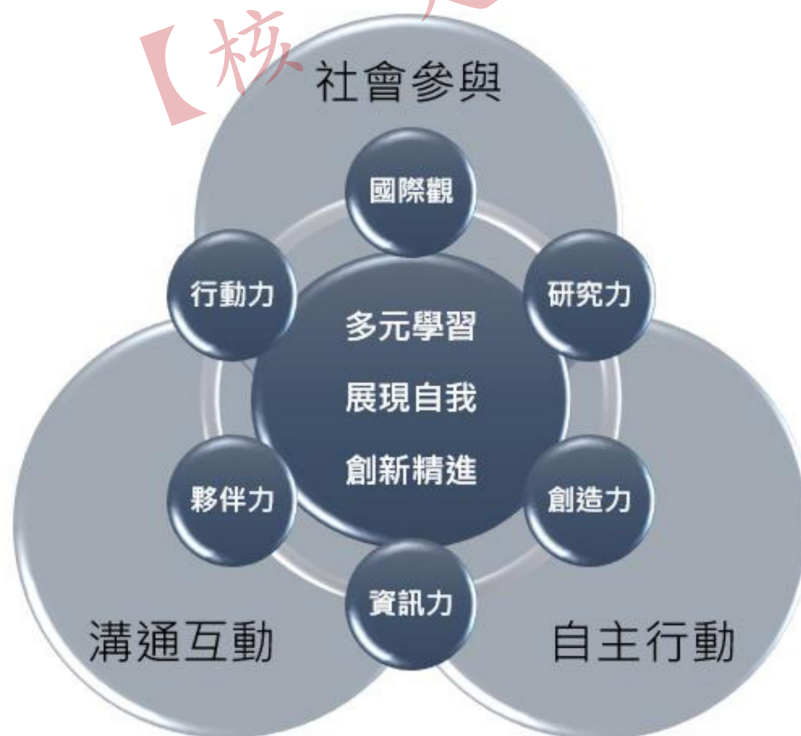 【核
社會參與
國際觀
行動力
研究力
多元學習
展現自我
創新精進
夥伴力
創造力
資訊力
溝通互動
自主行動